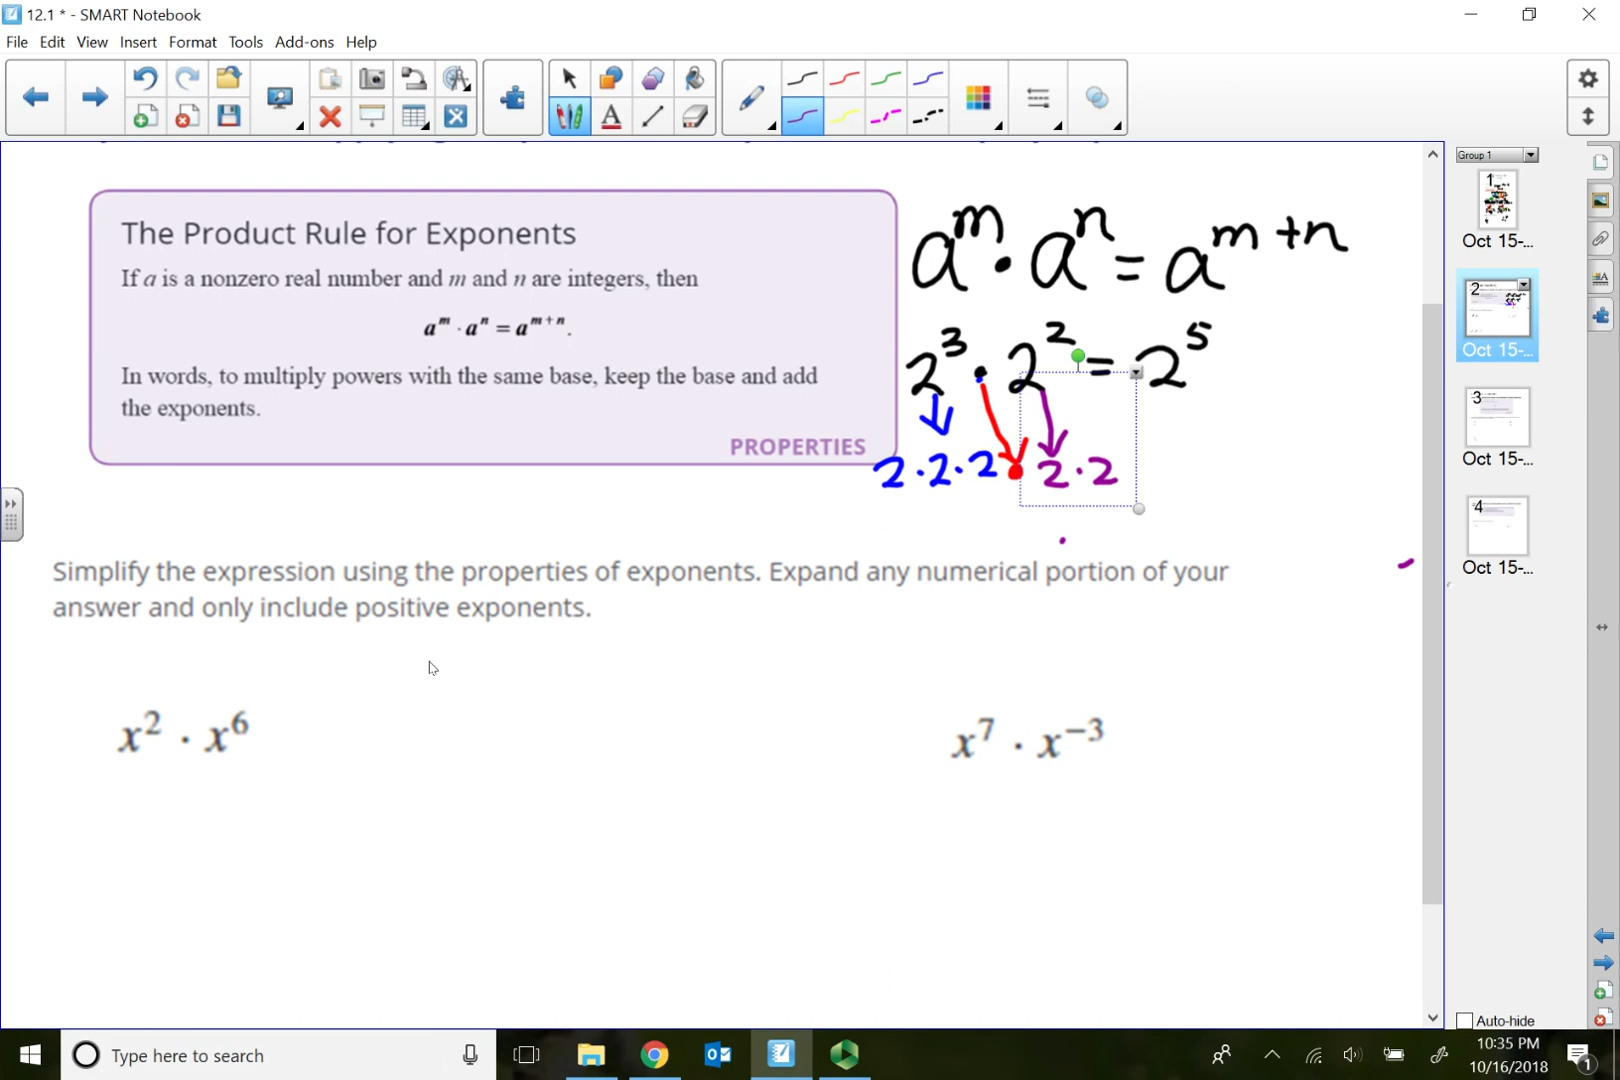 12.1 * - SMART Notebook
File Edit View Insert Format Tools Add-ons Help
The Product Rule for Exponents
If a is a nonzero real number and m and n are integers, then
a^m · a^n = a^(m+n).
In words, to multiply powers with the same base, keep the base and add
the exponents.
PROPERTIES
a^m · a^n = a^(m+n)
2^3 · 2^2 = 2^5
2·2·2·2·2
Simplify the expression using the properties of exponents. Expand any numerical portion of your
answer and only include positive exponents.
x^2 · x^6
x^7 · x^-3
Group 1
1
Oct 15-...
2
Oct 15-...
3
Oct 15-...
4
Oct 15-...
Auto-hide
Type here to search
10:35 PM
10/16/2018
1